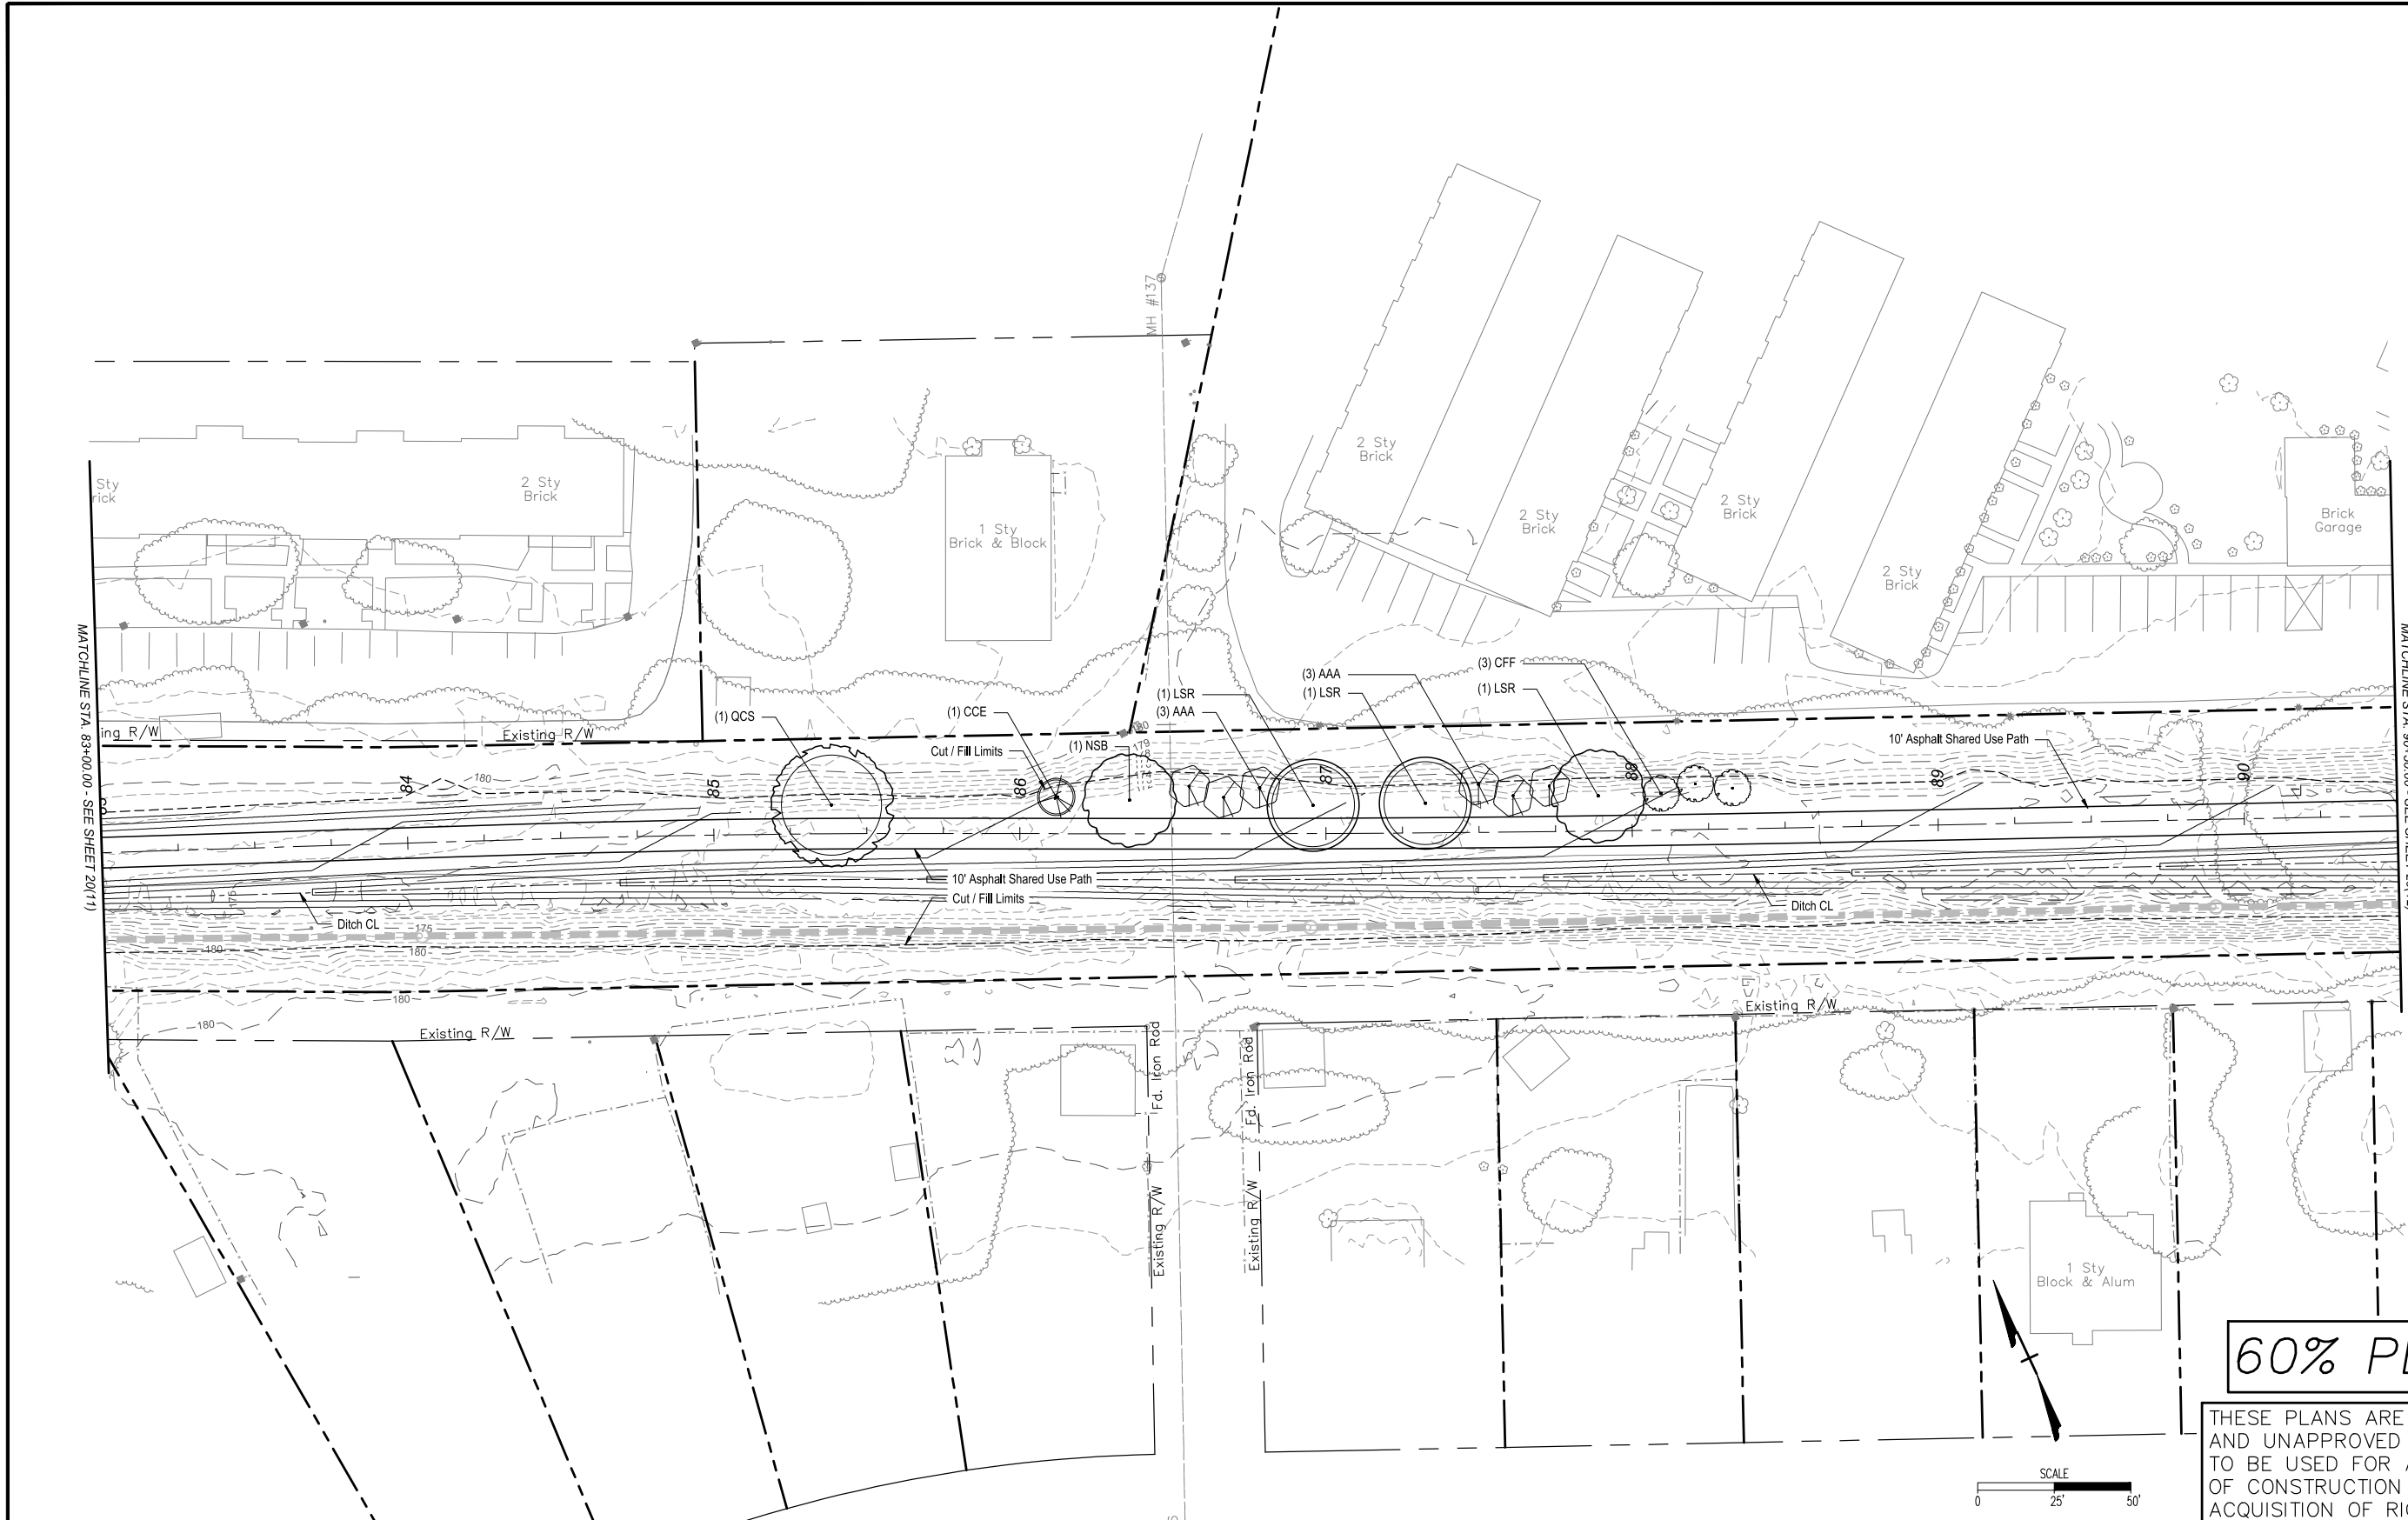 MH #137
2 Sty
Brick
Sty
rick
2 Sty
Brick
1 Sty
Brick & Block
2 Sty
Brick
2 Sty
Brick
2 Sty
Brick
Brick
Garage
MATCHLINE STA. 83+00.00 - SEE SHEET 20(11)
(3) CFF
(3) AAA
(1) LSR
(1) LSR
(1) LSR
(3) AAA
(1) QCS
(1) CCE
(1) NSB
Cut / Fill Limits
ing R/W
Existing R/W
10' Asphalt Shared Use Path
180
179
180
84
85
86
87
88
89
90
10' Asphalt Shared Use Path
Cut / Fill Limits
Ditch CL
Ditch CL
175
175
180
180
180
180
Existing R/W
Existing R/W
Fd. Iron Rod
Fd. Iron Rod
Existing R/W
Existing R/W
1 Sty
Block & Alum
60%
THESE PLANS ARE
AND UNAPPROVED
TO BE USED FOR
OF CONSTRUCTION
ACQUISITION OF
SCALE
0 25' 50'